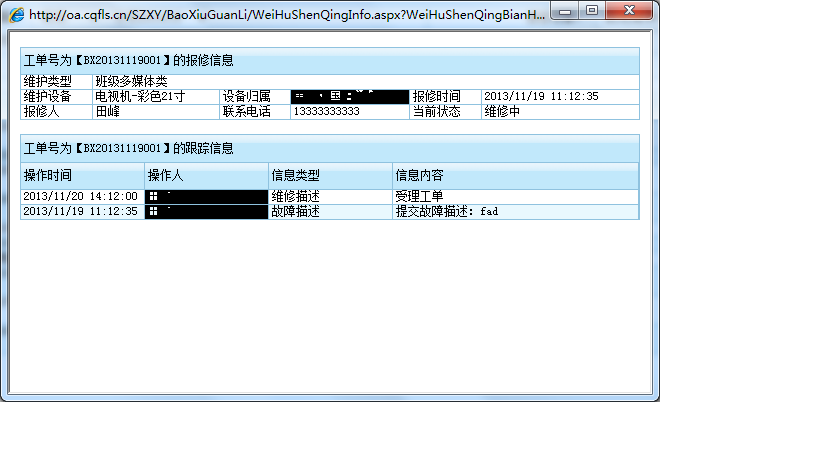 http://oa.cqfls.cn/SZXY/BaoXiuGuanLi/WeiHuShenQingInfo.aspx?WeiHuShenQingBianH...
工单号为【BX20131119001】的报修信息
维护类型 班级多媒体类
维护设备 电视机-彩色21寸 设备归属 报修时间 2013/11/19 11:12:35
报修人 田峰 联系电话 13333333333 当前状态 维修中
工单号为【BX20131119001】的跟踪信息
操作时间 操作人 信息类型 信息内容
2013/11/20 14:12:00 维修描述 受理工单
2013/11/19 11:12:35 故障描述 提交故障描述: fad